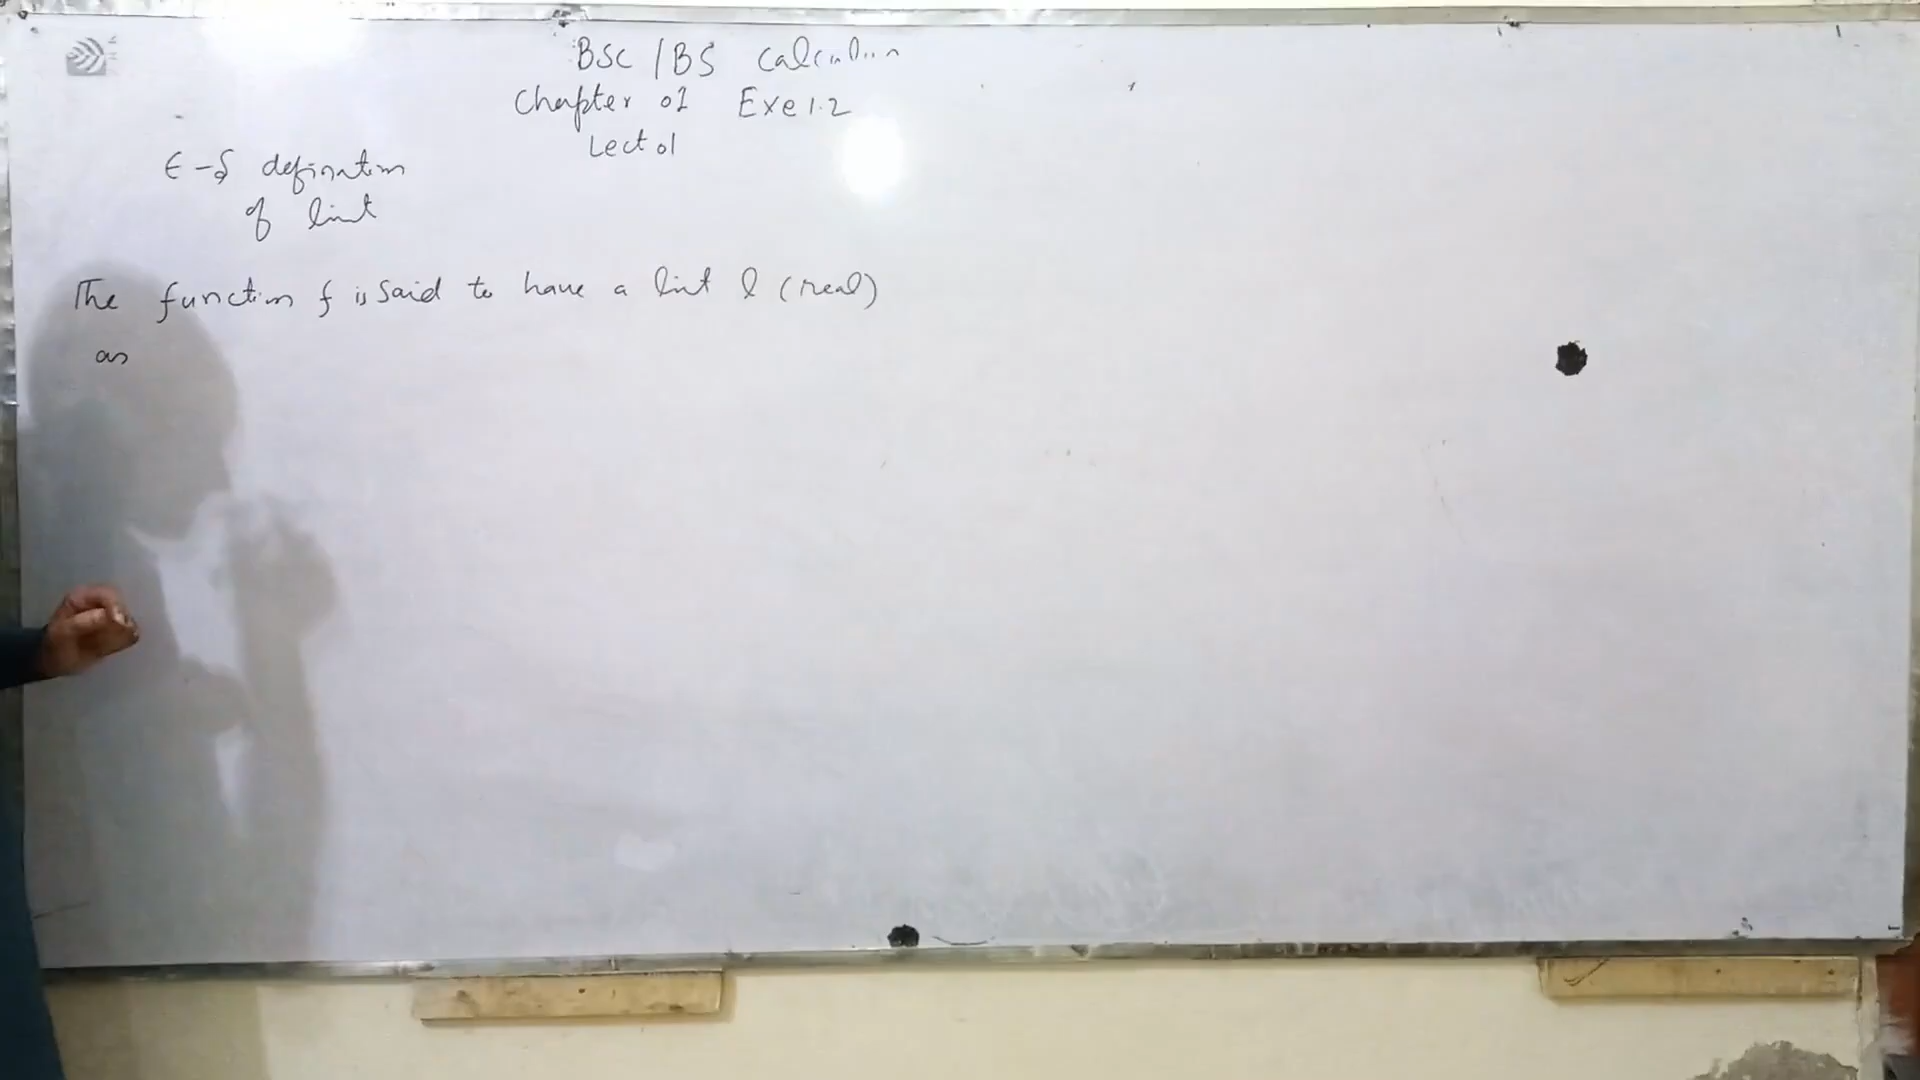 BSC / BS Calculus
Chapter 01 Exe 1.2
Lect 01
ϵ-δ defination
of limit
The function f is said to have a limit l (real)
as